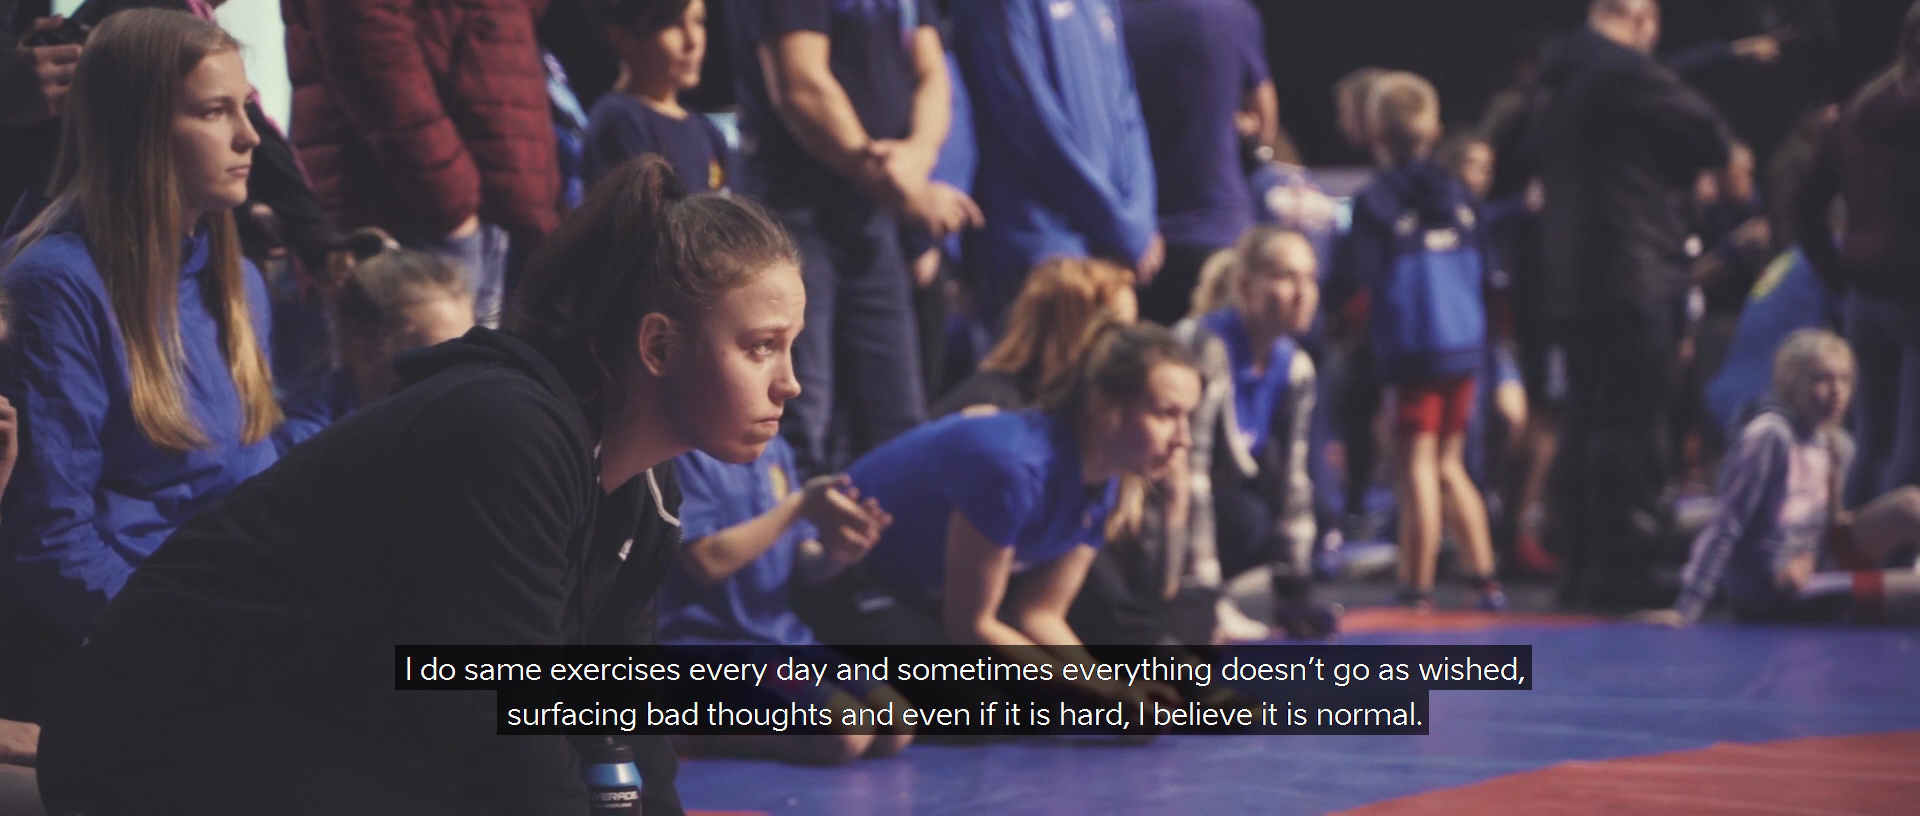 I do same exercises every day and sometimes everything doesn't go as wished,
surfacing bad thoughts and even if it is hard, I believe it is normal.